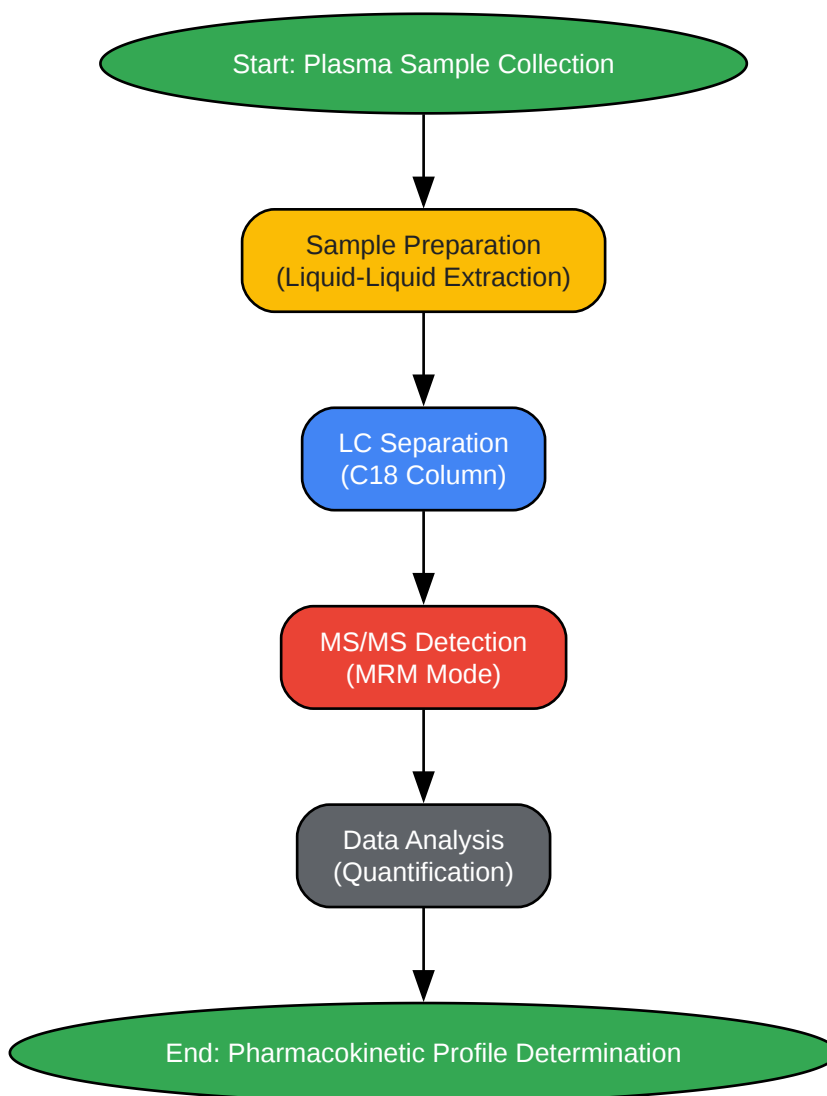 Start: Plasma Sample Collection
Sample Preparation
(Liquid-Liquid Extraction)
LC Separation
(C18 Column)
MS/MS Detection
(MRM Mode)
Data Analysis
(Quantification)
End: Pharmacokinetic Profile Determination